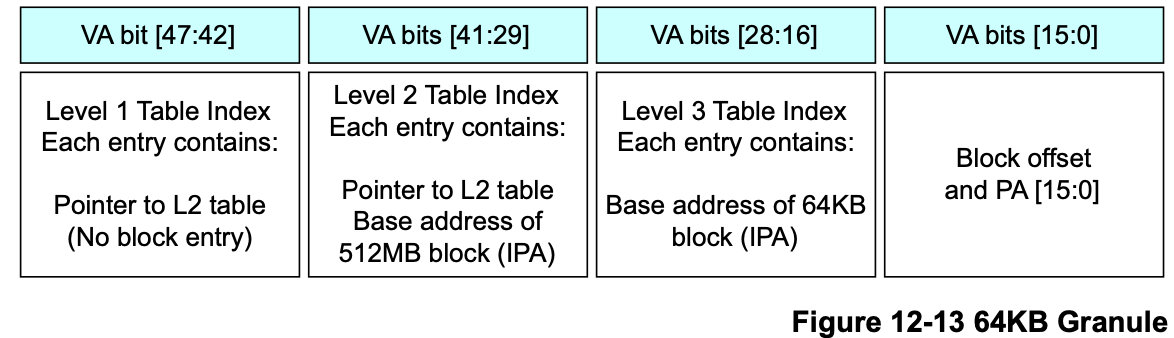 VA bit [47:42]
VA bits [41:29]
VA bits [28:16]
VA bits [15:0]
Level 1 Table Index
Each entry contains:
Pointer to L2 table
(No block entry)
Level 2 Table Index
Each entry contains:
Pointer to L2 table
Base address of
512MB block (IPA)
Level 3 Table Index
Each entry contains:
Base address of 64KB
block (IPA)
Block offset
and PA [15:0]
Figure 12-13 64KB Granule